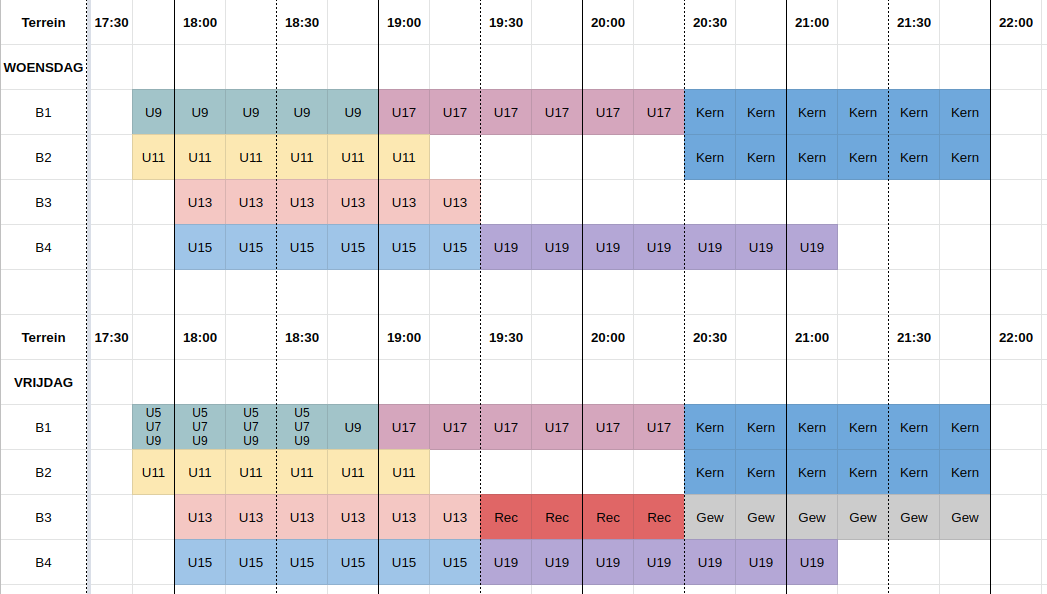 Terrein 17:30 18:00 18:30 19:00 19:30 20:00 20:30 21:00 21:30 22:00
WOENSDAG
B1 U9 U9 U9 U9 U9 U17 U17 U17 U17 U17 U17 Kern Kern Kern Kern Kern Kern
B2 U11 U11 U11 U11 U11 U11 Kern Kern Kern Kern Kern Kern
B3 U13 U13 U13 U13 U13 U13
B4 U15 U15 U15 U15 U15 U15 U19 U19 U19 U19 U19 U19 U19
Terrein 17:30 18:00 18:30 19:00 19:30 20:00 20:30 21:00 21:30 22:00
VRIJDAG
U5 U5 U5 U5
B1 U7 U7 U7 U7 U9 U17 U17 U17 U17 U17 U17 Kern Kern Kern Kern Kern Kern
U9 U9 U9 U9
B2 U11 U11 U11 U11 U11 U11 Kern Kern Kern Kern Kern Kern
B3 U13 U13 U13 U13 U13 U13 Rec Rec Rec Rec Gew Gew Gew Gew Gew Gew
B4 U15 U15 U15 U15 U15 U15 U19 U19 U19 U19 U19 U19 U19